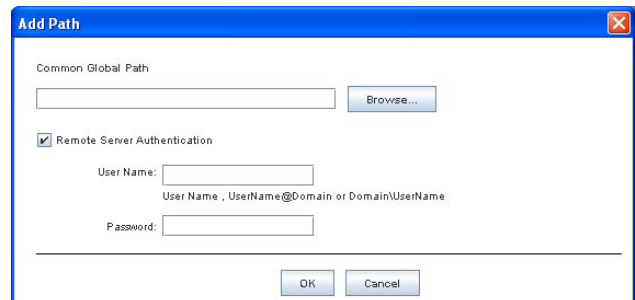 Add Path
Common Global Path
Browse...
Remote Server Authentication
User Name:
User Name , UserName@Domain or Domain\UserName
Password:
OK Cancel